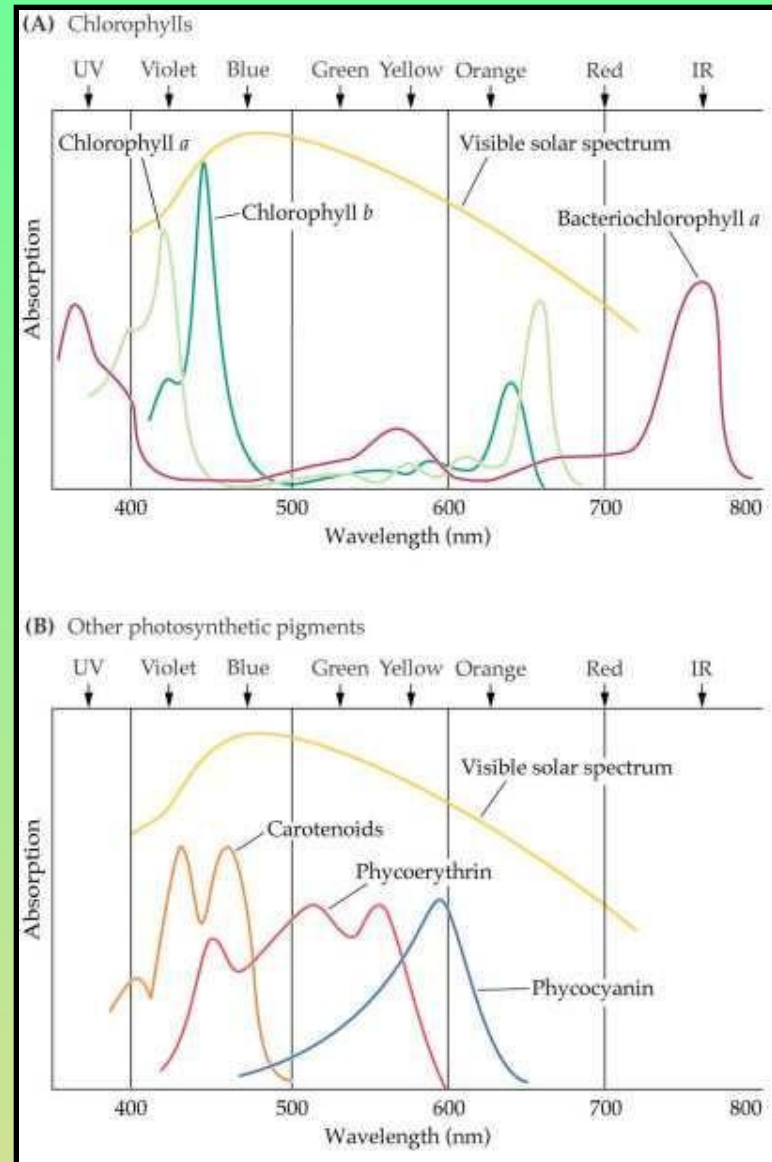 (A) Chlorophylls
UV Violet Blue Green Yellow Orange Red IR
Chlorophyll a
Visible solar spectrum
Chlorophyll b
Bacteriochlorophyll a
Absorption
400 500 600 700 800
Wavelength (nm)
(B) Other photosynthetic pigments
UV Violet Blue Green Yellow Orange Red IR
Visible solar spectrum
Carotenoids
Phycoerythrin
Phycocyanin
Absorption
400 500 600 700 800
Wavelength (nm)